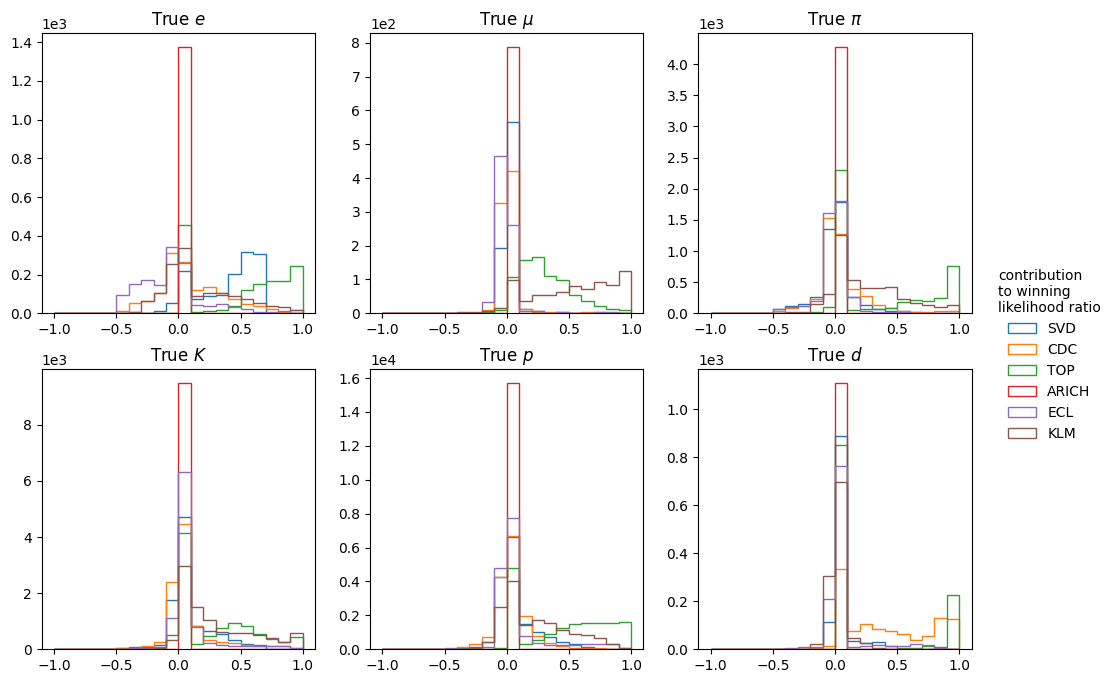 True e
1e3
1.4
1.2
1.0
0.8
0.6
0.4
0.2
0.0
−1.0 −0.5 0.0 0.5 1.0
True μ
1e2
8
7
6
5
4
3
2
1
0
−1.0 −0.5 0.0 0.5 1.0
True π
1e3
4.0
3.5
3.0
2.5
2.0
1.5
1.0
0.5
0.0
−1.0 −0.5 0.0 0.5 1.0
True K
1e3
8
6
4
2
0
−1.0 −0.5 0.0 0.5 1.0
True p
1e4
1.6
1.4
1.2
1.0
0.8
0.6
0.4
0.2
0.0
−1.0 −0.5 0.0 0.5 1.0
True d
1e3
1.0
0.8
0.6
0.4
0.2
0.0
−1.0 −0.5 0.0 0.5 1.0
contribution
to winning
likelihood ratio
SVD
CDC
TOP
ARICH
ECL
KLM